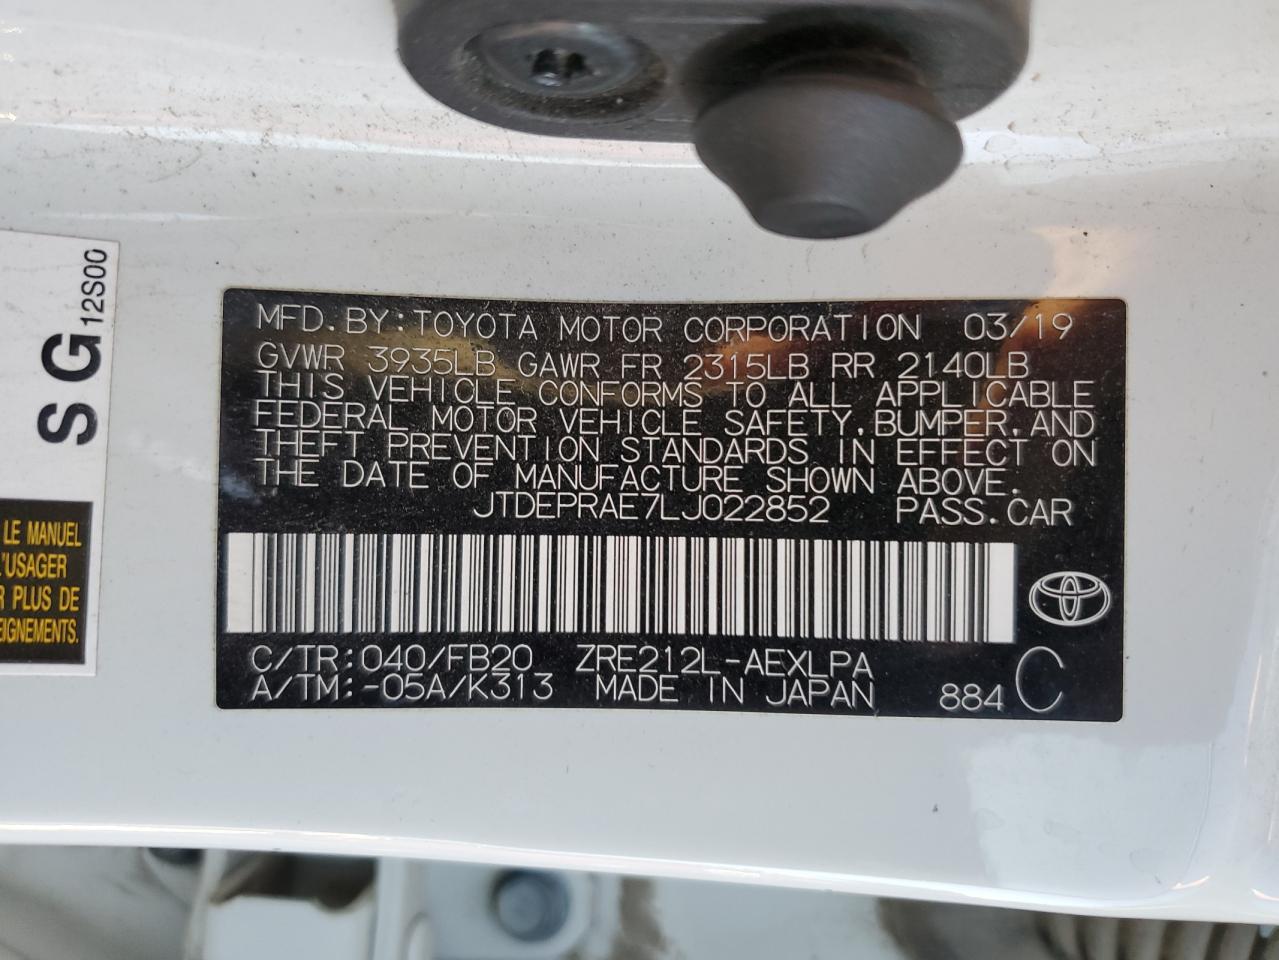 MFD.BY:TOYOTA MOTOR CORPORATION 03/19
GVWR 3935LB GAWR FR 2315LB RR 2140LB
THIS VEHICLE CONFORMS TO ALL APPLICABLE
FEDERAL MOTOR VEHICLE SAFETY,BUMPER,AND
THEFT PREVENTION STANDARDS IN EFFECT ON
THE DATE OF MANUFACTURE SHOWN ABOVE.
JTDEPRAE7LJ022852 PASS.CAR
C/TR:040/FB20 ZRE212L-AEXLPA
A/TM:-05A/K313 MADE IN JAPAN 884 C
S G 12S00
LE MANUEL
L'USAGER
R PLUS DE
EIGNEMENTS.